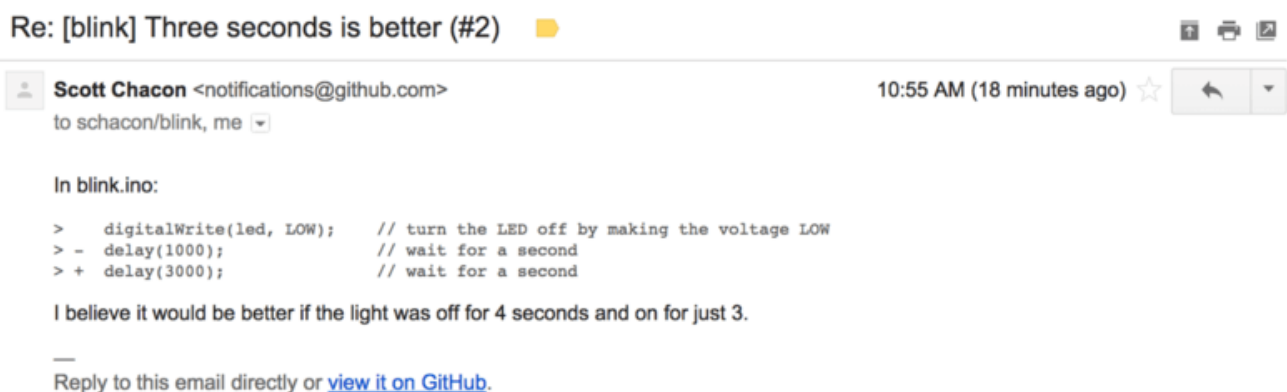 Re: [blink] Three seconds is better (#2)
Scott Chacon <notifications@github.com>
10:55 AM (18 minutes ago)
to schacon/blink, me
In blink.ino:
>    digitalWrite(led, LOW);    // turn the LED off by making the voltage LOW
> -  delay(1000);               // wait for a second
> +  delay(3000);               // wait for a second
I believe it would be better if the light was off for 4 seconds and on for just 3.
—
Reply to this email directly or view it on GitHub.